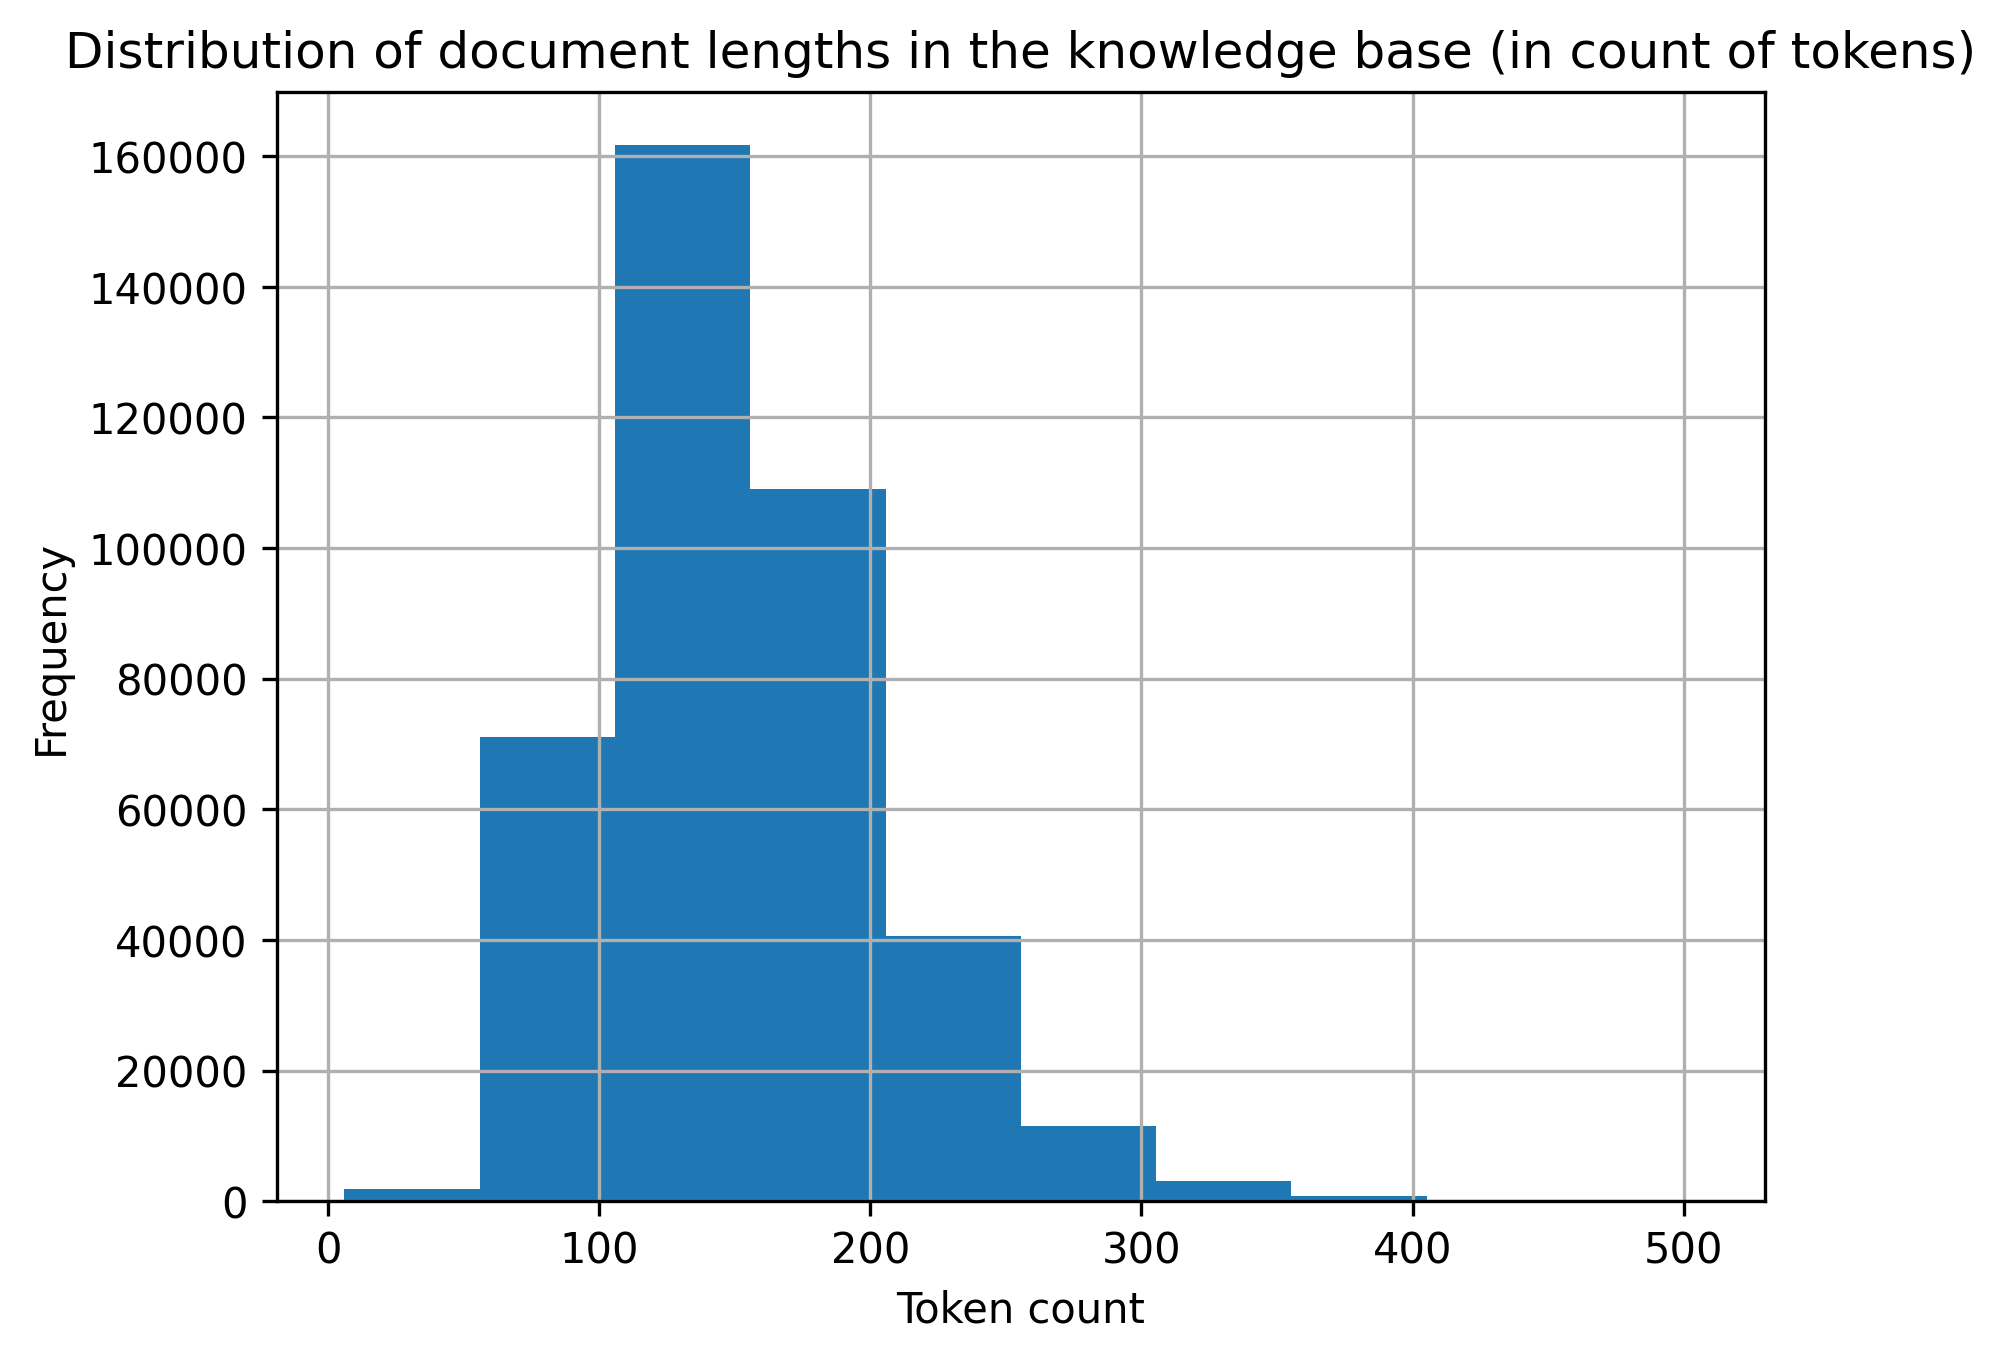 Distribution of document lengths in the knowledge base (in count of tokens)
160000
140000
120000
100000
80000
60000
40000
20000
0
Frequency
0 100 200 300 400 500
Token count